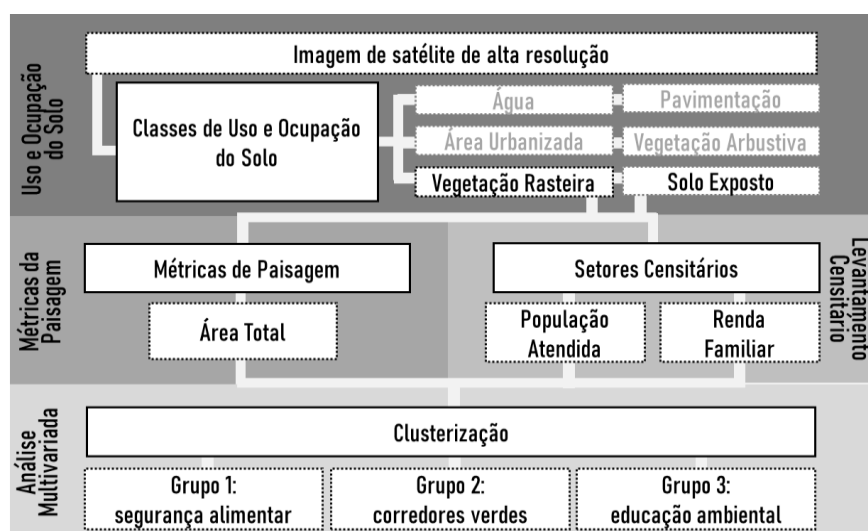 Uso e Ocupação
do Solo
Imagem de satélite de alta resolução
Classes de Uso e Ocupação
do Solo
Água
Pavimentação
Área Urbanizada
Vegetação Arbustiva
Vegetação Rasteira
Solo Exposto
Métricas da
Paisagem
Métricas de Paisagem
Área Total
Setores Censitários
População
Atendida
Renda
Familiar
Levantamento
Censitário
Análise
Multivariada
Clusterização
Grupo 1:
segurança alimentar
Grupo 2:
corredores verdes
Grupo 3:
educação ambiental